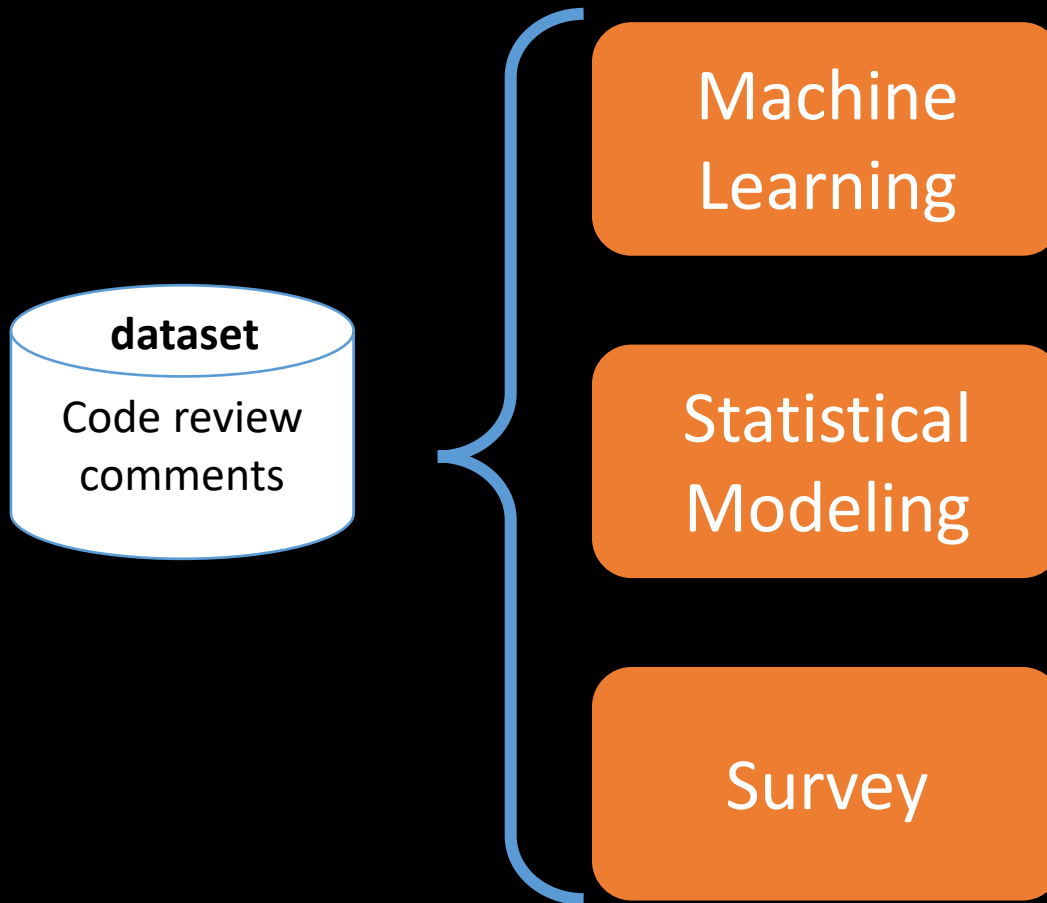 dataset
Code review
comments
Machine
Learning
Statistical
Modeling
Survey